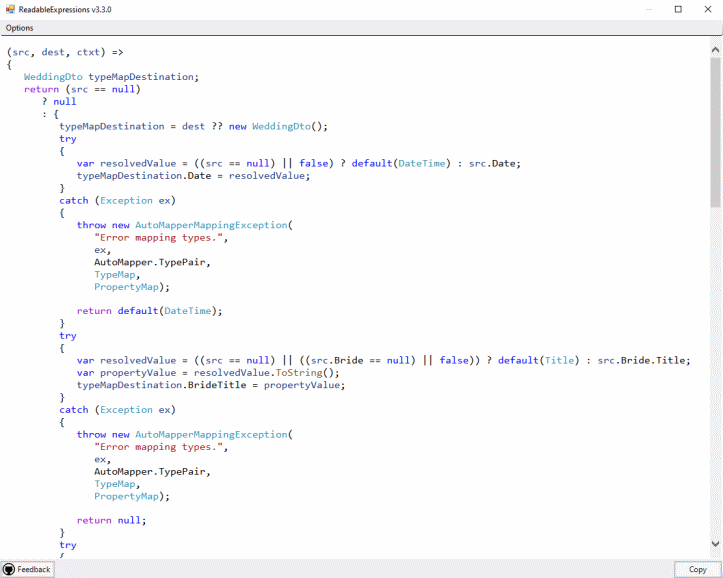 ReadableExpressions v3.3.0
Options
(src, dest, ctxt) =>
{
WeddingDto typeMapDestination;
return (src == null)
? null
: {
typeMapDestination = dest ?? new WeddingDto();
try
{
var resolvedValue = ((src == null) || false) ? default(DateTime) : src.Date;
typeMapDestination.Date = resolvedValue;
}
catch (Exception ex)
{
throw new AutoMapperMappingException(
"Error mapping types.",
ex,
AutoMapper.TypePair,
TypeMap,
PropertyMap);
return default(DateTime);
}
try
{
var resolvedValue = ((src == null) || ((src.Bride == null) || false)) ? default(Title) : src.Bride.Title;
var propertyValue = resolvedValue.ToString();
typeMapDestination.BrideTitle = propertyValue;
}
catch (Exception ex)
{
throw new AutoMapperMappingException(
"Error mapping types.",
ex,
AutoMapper.TypePair,
TypeMap,
PropertyMap);
return null;
}
try
{
Feedback
Copy